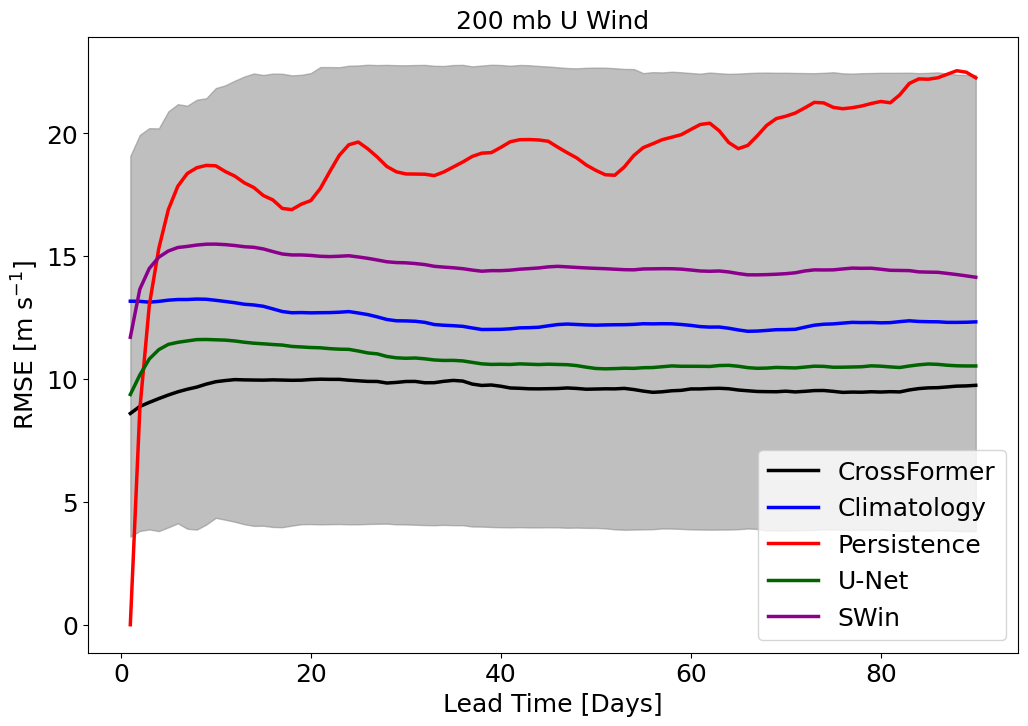 200 mb U Wind
RMSE [m s⁻¹]
20
15
10
5
0
0 20 40 60 80
Lead Time [Days]
CrossFormer
Climatology
Persistence
U-Net
SWin